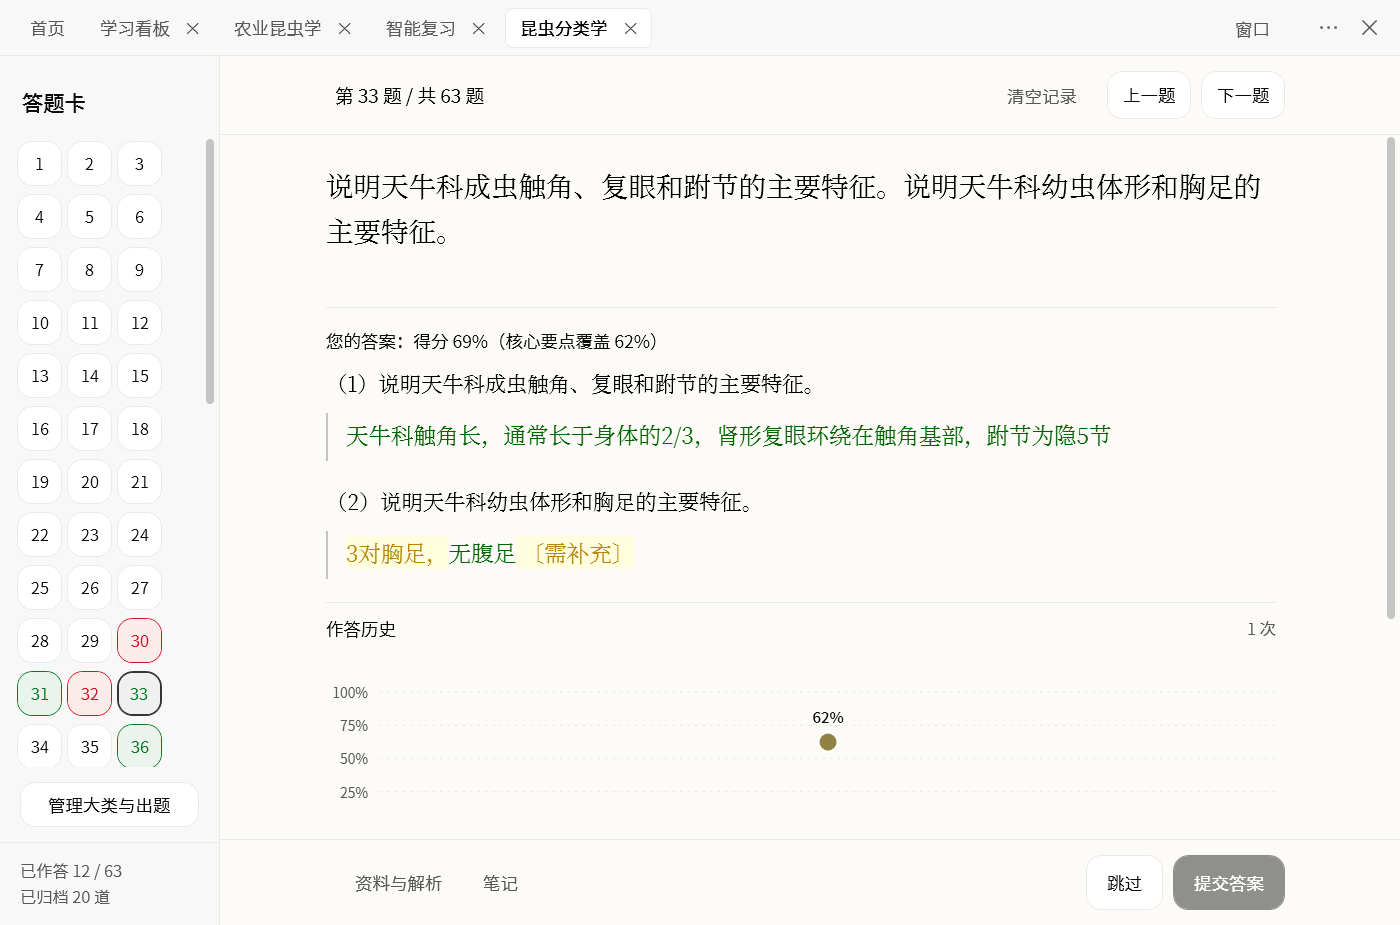 首页
学习看板
农业昆虫学
智能复习
昆虫分类学
窗口
答题卡
1 2 3
4 5 6
7 8 9
10 11 12
13 14 15
16 17 18
19 20 21
22 23 24
25 26 27
28 29 30
31 32 33
34 35 36
管理大类与出题
已作答 12 / 63
已归档 20 道
第 33 题 / 共 63 题
清空记录
上一题
下一题
说明天牛科成虫触角、复眼和跗节的主要特征。说明天牛科幼虫体形和胸足的
主要特征。
您的答案：得分 69%（核心要点覆盖 62%）
（1）说明天牛科成虫触角、复眼和跗节的主要特征。
天牛科触角长，通常长于身体的2/3，肾形复眼环绕在触角基部，跗节为隐5节
（2）说明天牛科幼虫体形和胸足的主要特征。
3对胸足，无腹足〔需补充〕
作答历史
1 次
100%
75%
62%
50%
25%
资料与解析
笔记
跳过
提交答案